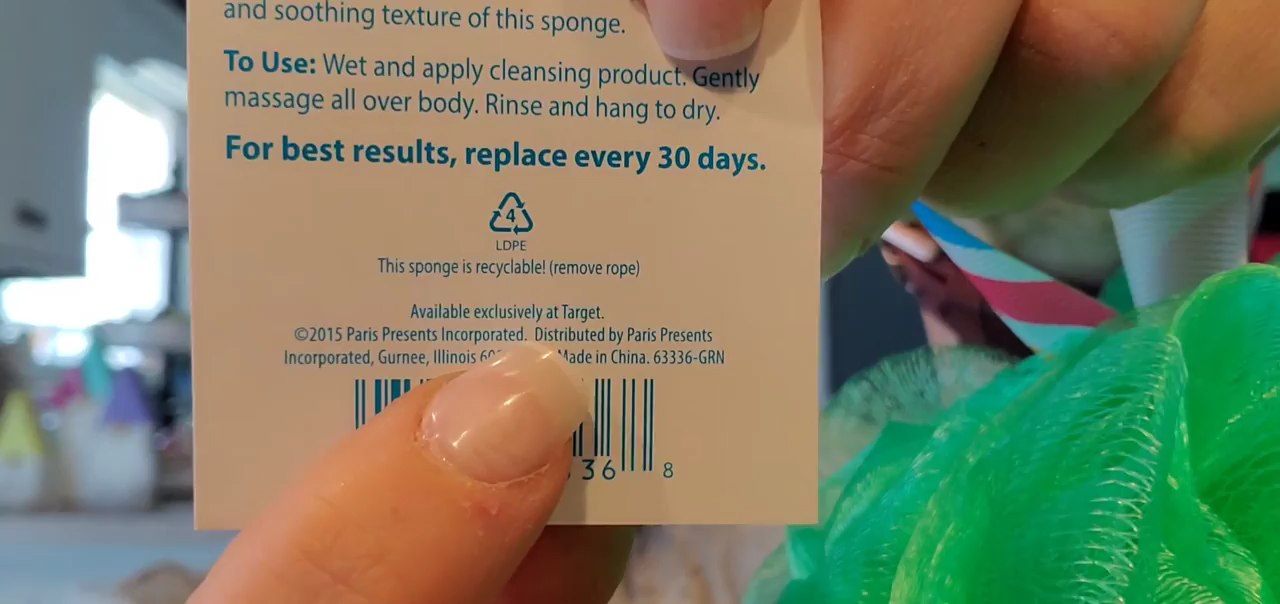 and soothing texture of this sponge.
To Use: Wet and apply cleansing product. Gently
massage all over body. Rinse and hang to dry.
For best results, replace every 30 days.
4
LDPE
This sponge is recyclable! (remove rope)
Available exclusively at Target.
©2015 Paris Presents Incorporated. Distributed by Paris Presents
Incorporated, Gurnee, Illinois Made in China. 63336-GRN
36 8